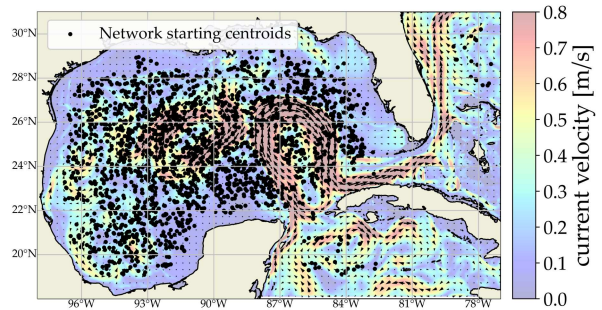 Network starting centroids
30°N
28°N
26°N
24°N
22°N
20°N
96°W 93°W 90°W 87°W 84°W 81°W 78°W
0.8
0.7
0.6
0.5
0.4
0.3
0.2
0.1
0.0
current velocity [m/s]